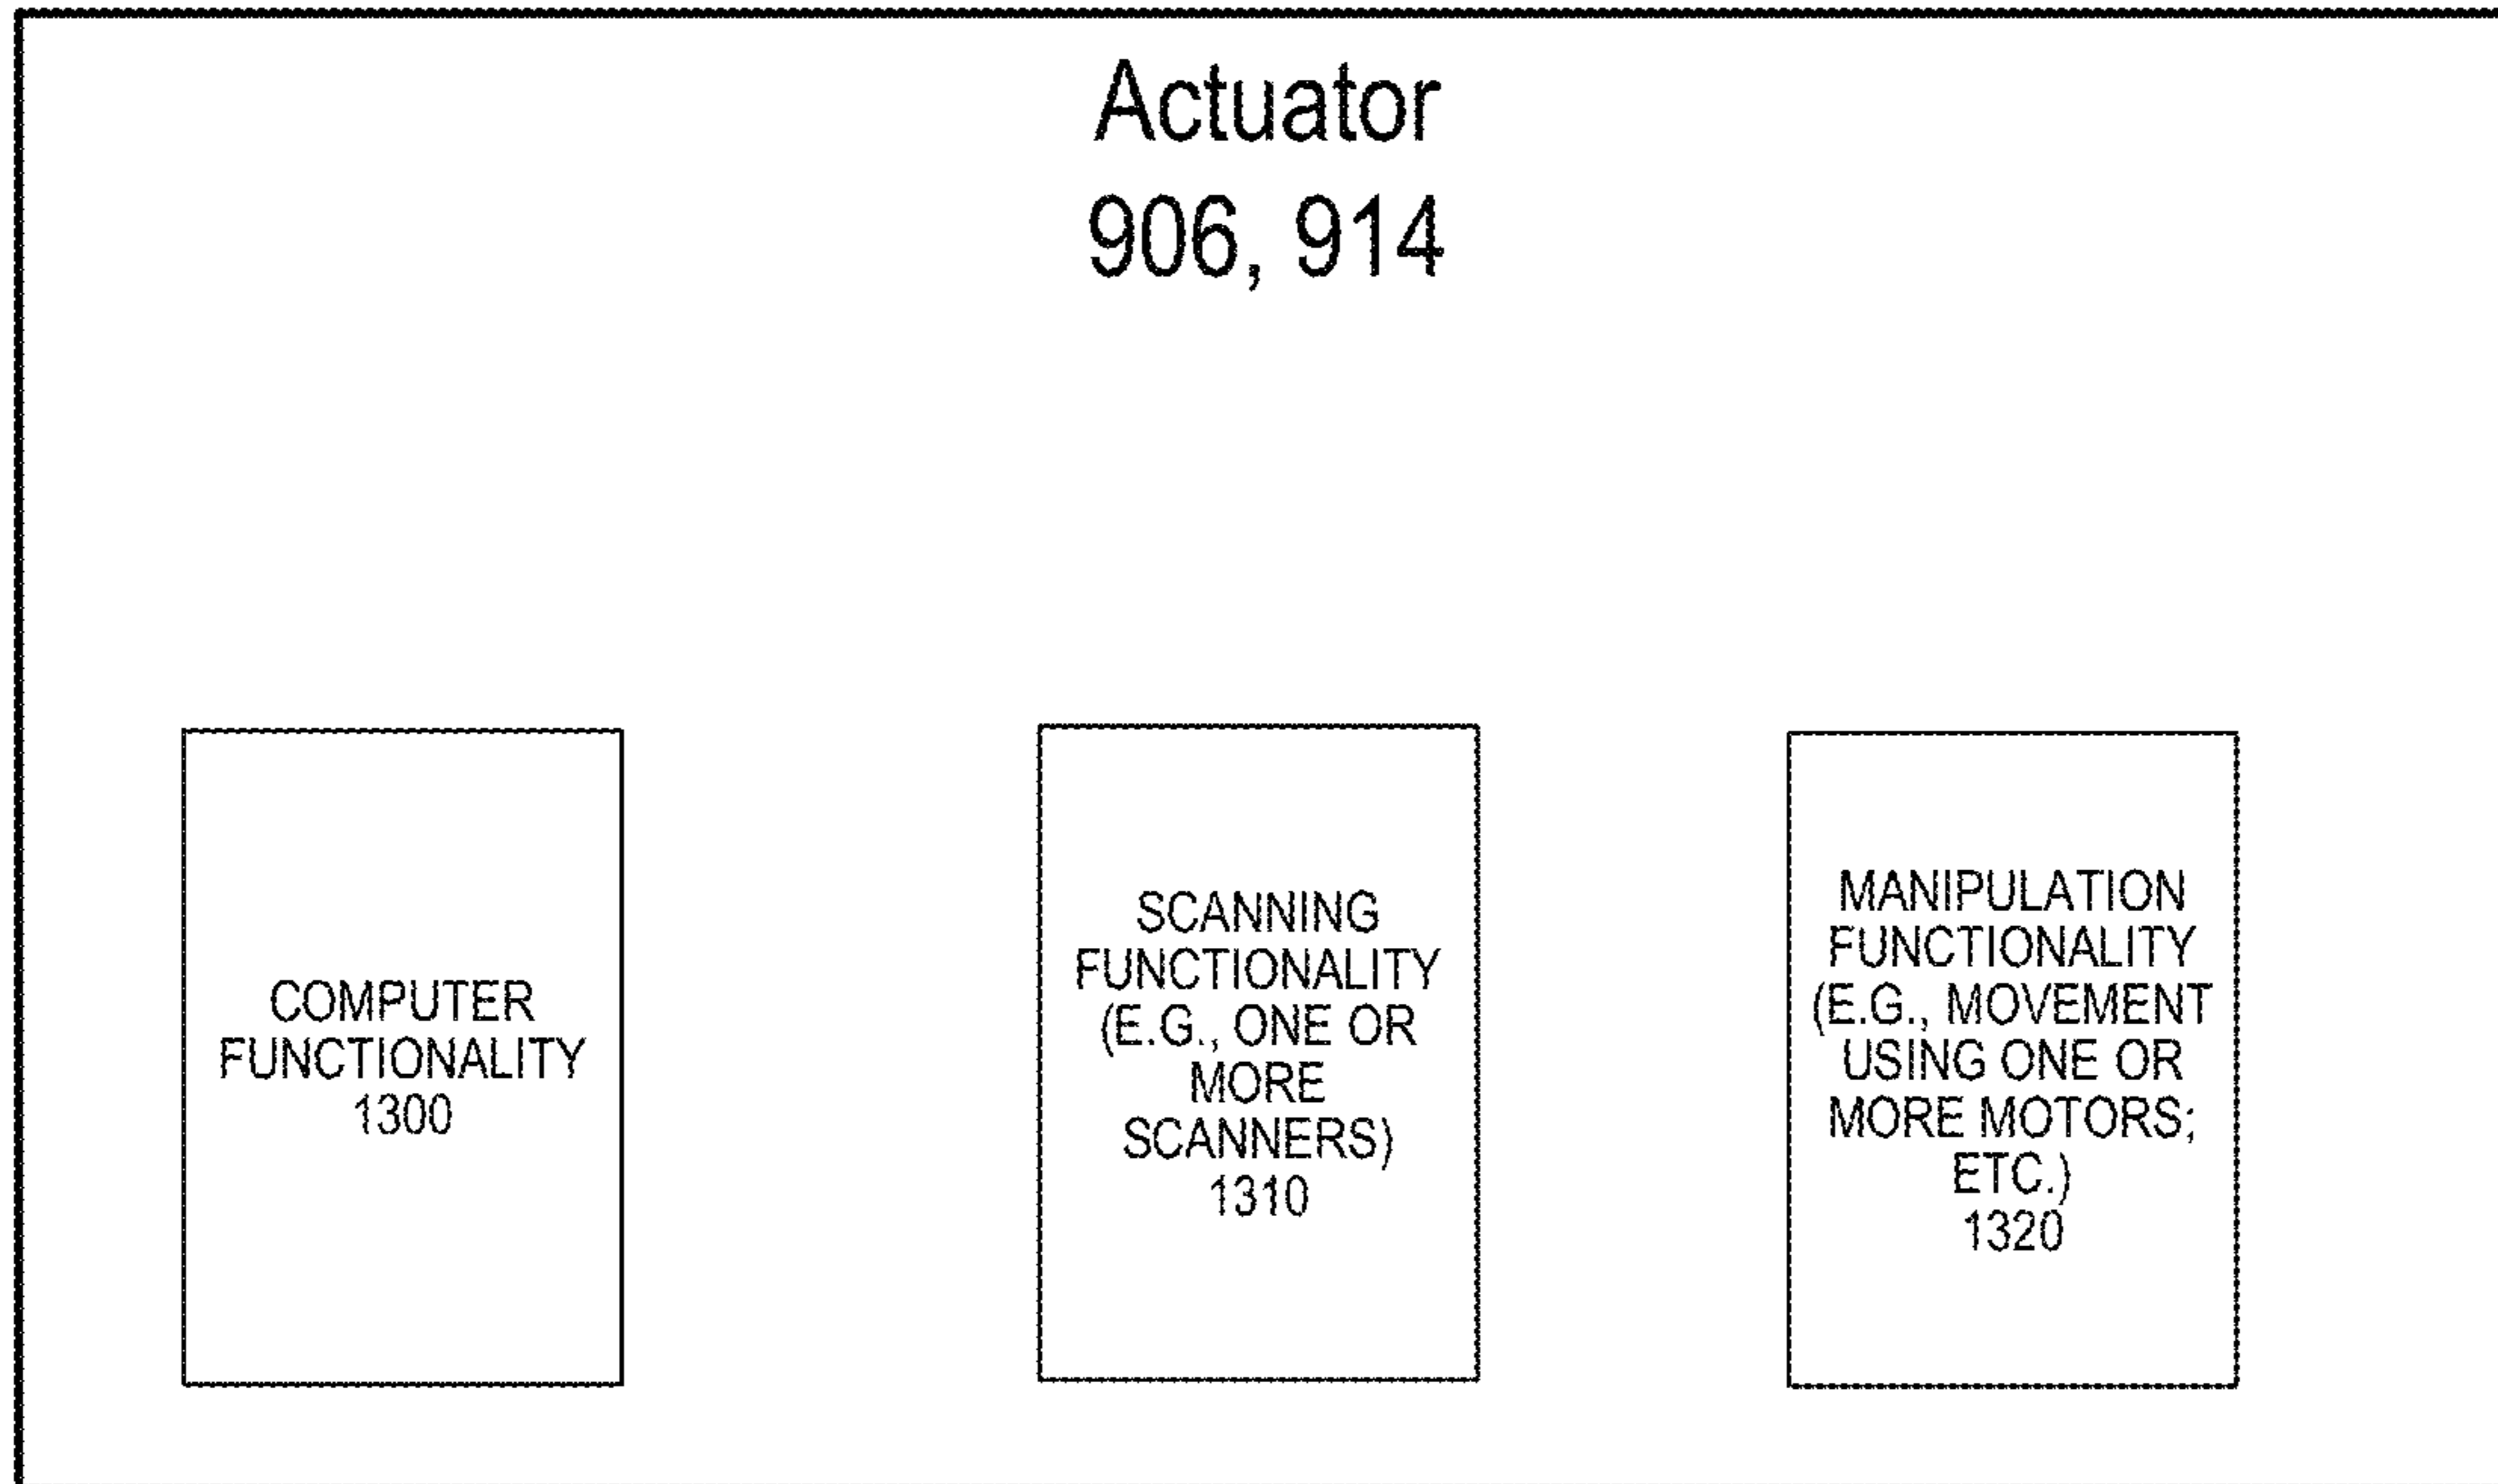 Actuator
906, 914
COMPUTER
FUNCTIONALITY
1300
SCANNING
FUNCTIONALITY
(E.G., ONE OR
MORE
SCANNERS)
1310
MANIPULATION
FUNCTIONALITY
(E.G., MOVEMENT
USING ONE OR
MORE MOTORS;
ETC.)
1320